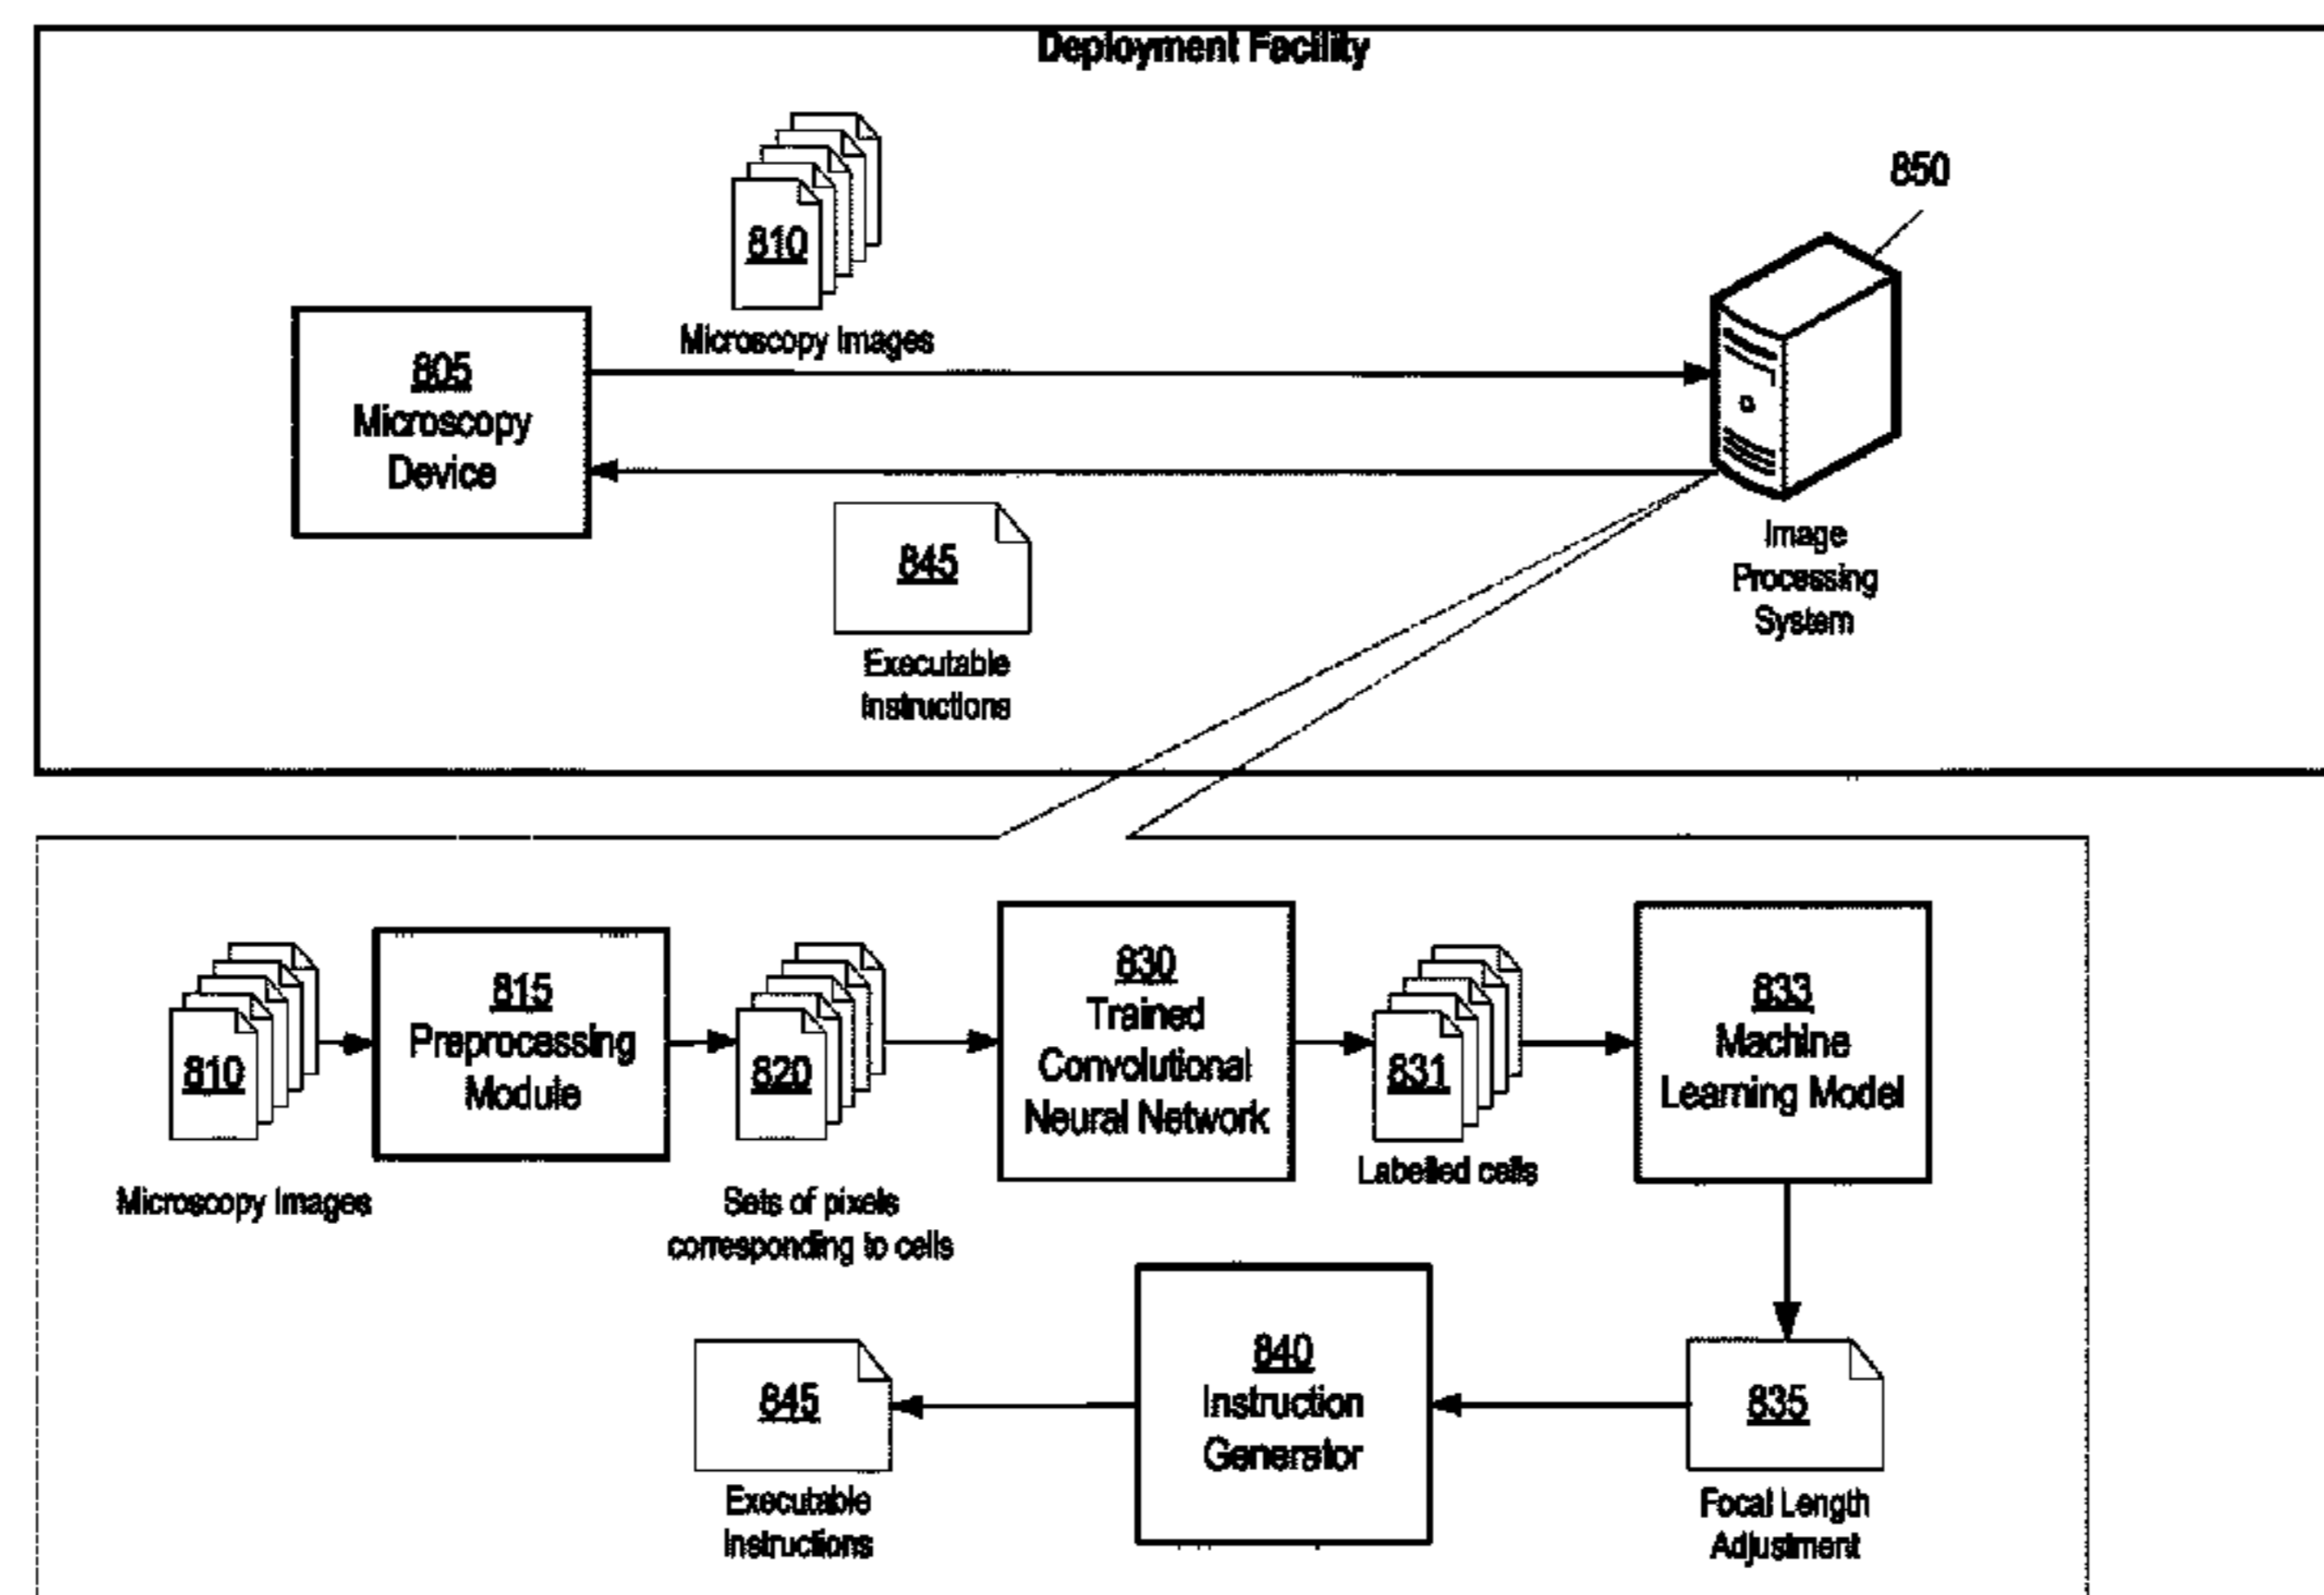 Deployment Facility
850
810
Microscopy Images
805
Microscopy
Device
845
Executable
Instructions
Image
Processing
System
810
Microscopy Images
815
Preprocessing
Module
820
Sets of pixels
corresponding to cells
830
Trained
Convolutional
Neural Network
831
Labelled cells
833
Machine
Learning Model
835
Focal Length
Adjustment
840
Instruction
Generator
845
Executable
Instructions